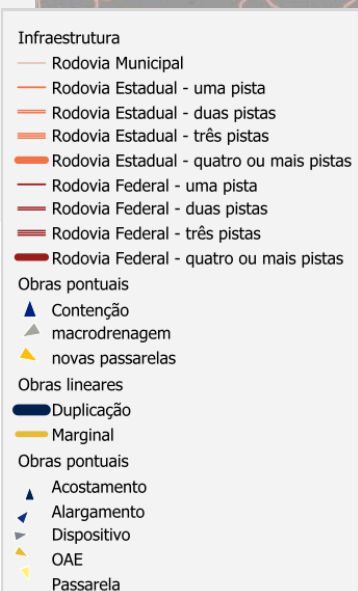 Infraestrutura
Rodovia Municipal
Rodovia Estadual - uma pista
Rodovia Estadual - duas pistas
Rodovia Estadual - três pistas
Rodovia Estadual - quatro ou mais pistas
Rodovia Federal - uma pista
Rodovia Federal - duas pistas
Rodovia Federal - três pistas
Rodovia Federal - quatro ou mais pistas
Obras pontuais
Contenção
macrodrenagem
novas passarelas
Obras lineares
Duplicação
Marginal
Obras pontuais
Acostamento
Alargamento
Dispositivo
OAE
Passarela